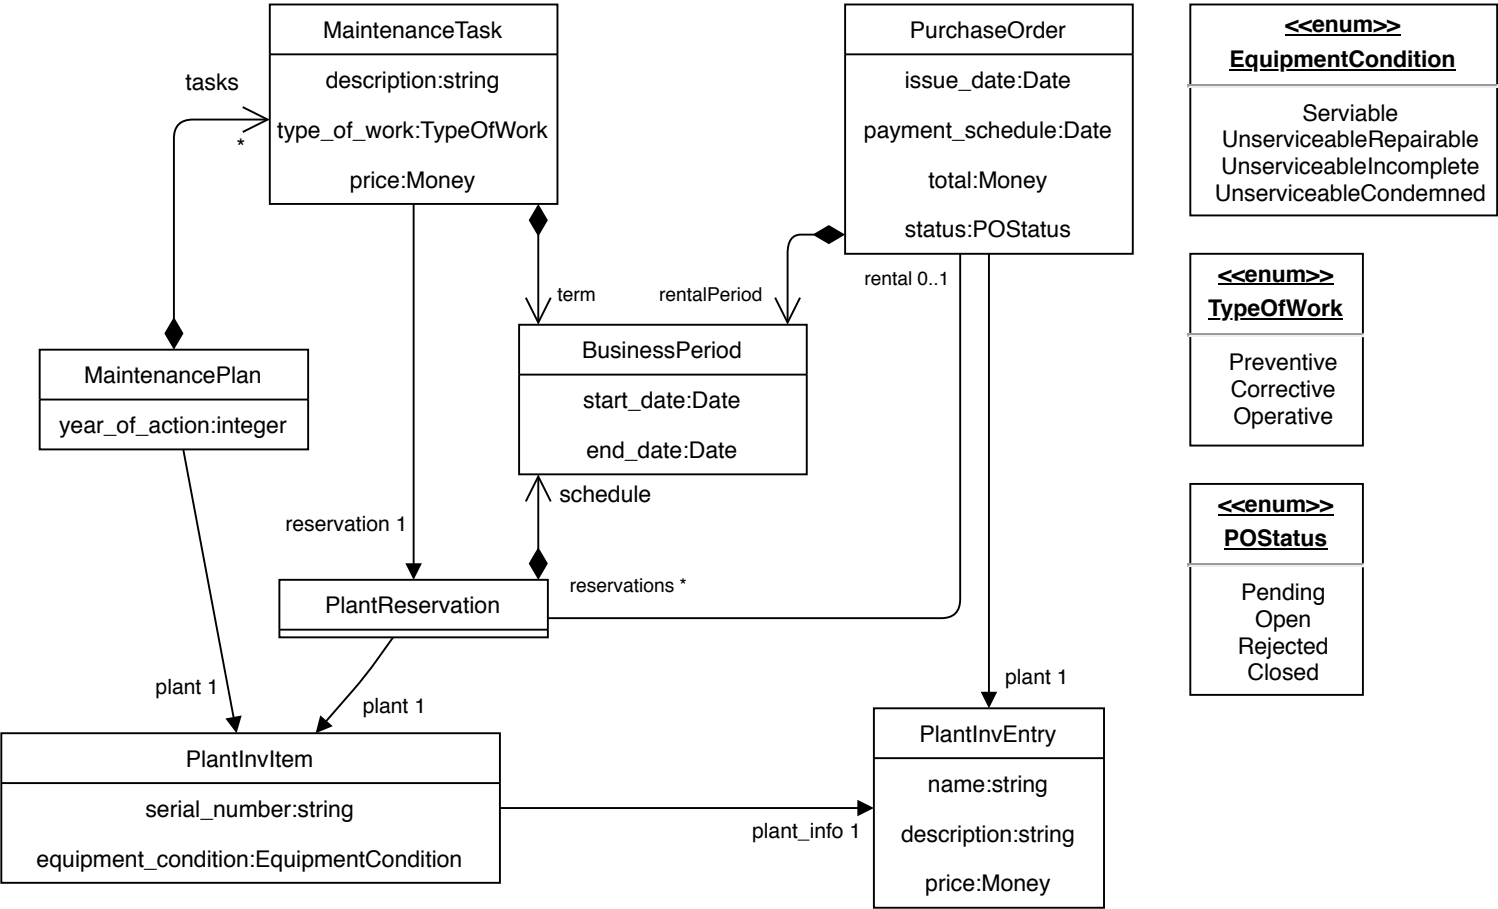 MaintenanceTask
description:string
type_of_work:TypeOfWork
price:Money
PurchaseOrder
issue_date:Date
payment_schedule:Date
total:Money
status:POStatus
<<enum>>
EquipmentCondition
Serviable
UnserviceableRepairable
UnserviceableIncomplete
UnserviceableCondemned
tasks
*
rental 0..1
term
rentalPeriod
<<enum>>
TypeOfWork
Preventive
Corrective
Operative
MaintenancePlan
year_of_action:integer
BusinessPeriod
start_date:Date
end_date:Date
schedule
reservation 1
reservations *
<<enum>>
POStatus
Pending
Open
Rejected
Closed
PlantReservation
plant 1
plant 1
plant 1
PlantInvItem
serial_number:string
equipment_condition:EquipmentCondition
plant_info 1
PlantInvEntry
name:string
description:string
price:Money